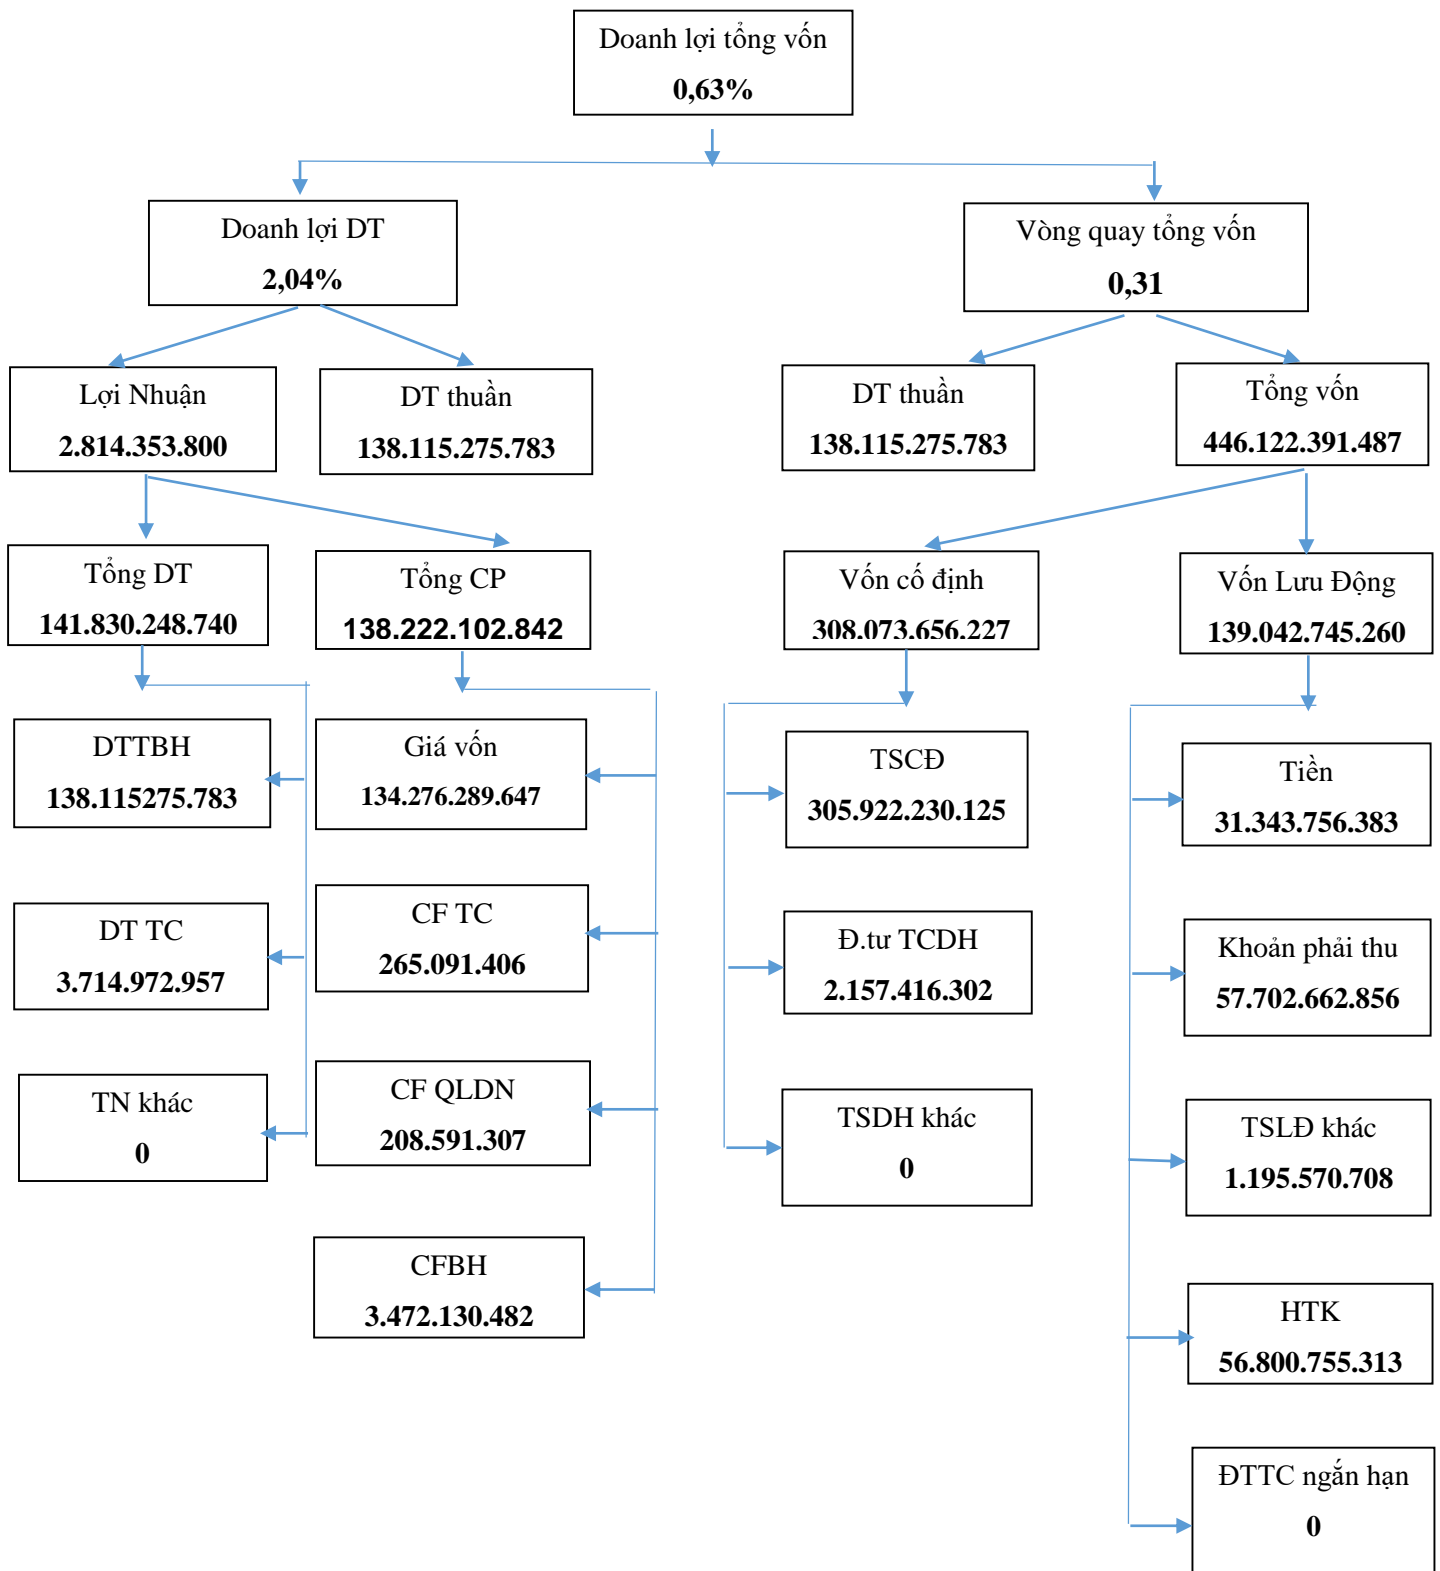 Doanh lợi tổng vốn
0,63%
Doanh lợi DT
2,04%
Vòng quay tổng vốn
0,31
Lợi Nhuận
2.814.353.800
DT thuần
138.115.275.783
DT thuần
138.115.275.783
Tổng vốn
446.122.391.487
Tổng DT
141.830.248.740
Tổng CP
138.222.102.842
Vốn cố định
308.073.656.227
Vốn Lưu Động
139.042.745.260
DTTBH
138.115275.783
Giá vốn
134.276.289.647
TSCĐ
305.922.230.125
Tiền
31.343.756.383
DT TC
3.714.972.957
CF TC
265.091.406
Đ.tư TCDH
2.157.416.302
Khoản phải thu
57.702.662.856
TN khác
0
CF QLDN
208.591.307
TSDH khác
0
TSLĐ khác
1.195.570.708
CFBH
3.472.130.482
HTK
56.800.755.313
ĐTTC ngắn hạn
0